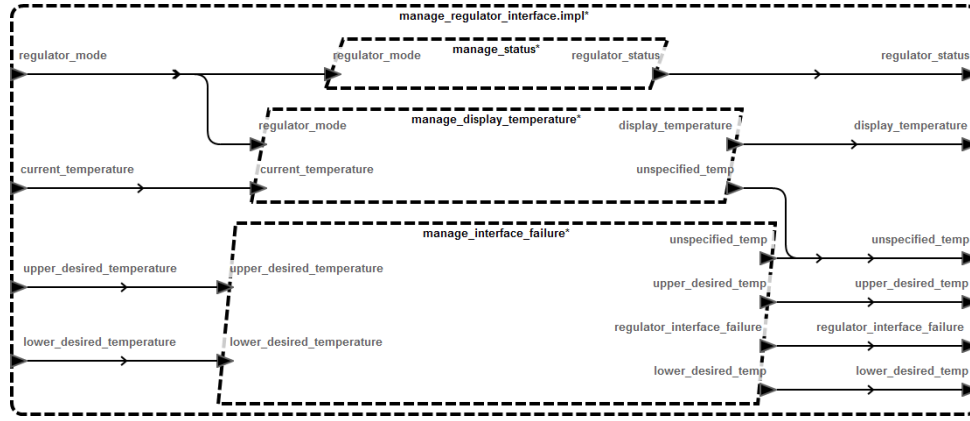 manage_regulator_interface.impl*
regulator_mode
regulator_mode
manage_status*
regulator_status
regulator_status
regulator_mode
manage_display_temperature*
display_temperature
display_temperature
current_temperature
current_temperature
unspecified_temp
manage_interface_failure*
unspecified_temp
unspecified_temp
upper_desired_temperature
upper_desired_temperature
upper_desired_temp
upper_desired_temp
regulator_interface_failure
regulator_interface_failure
lower_desired_temperature
lower_desired_temperature
lower_desired_temp
lower_desired_temp